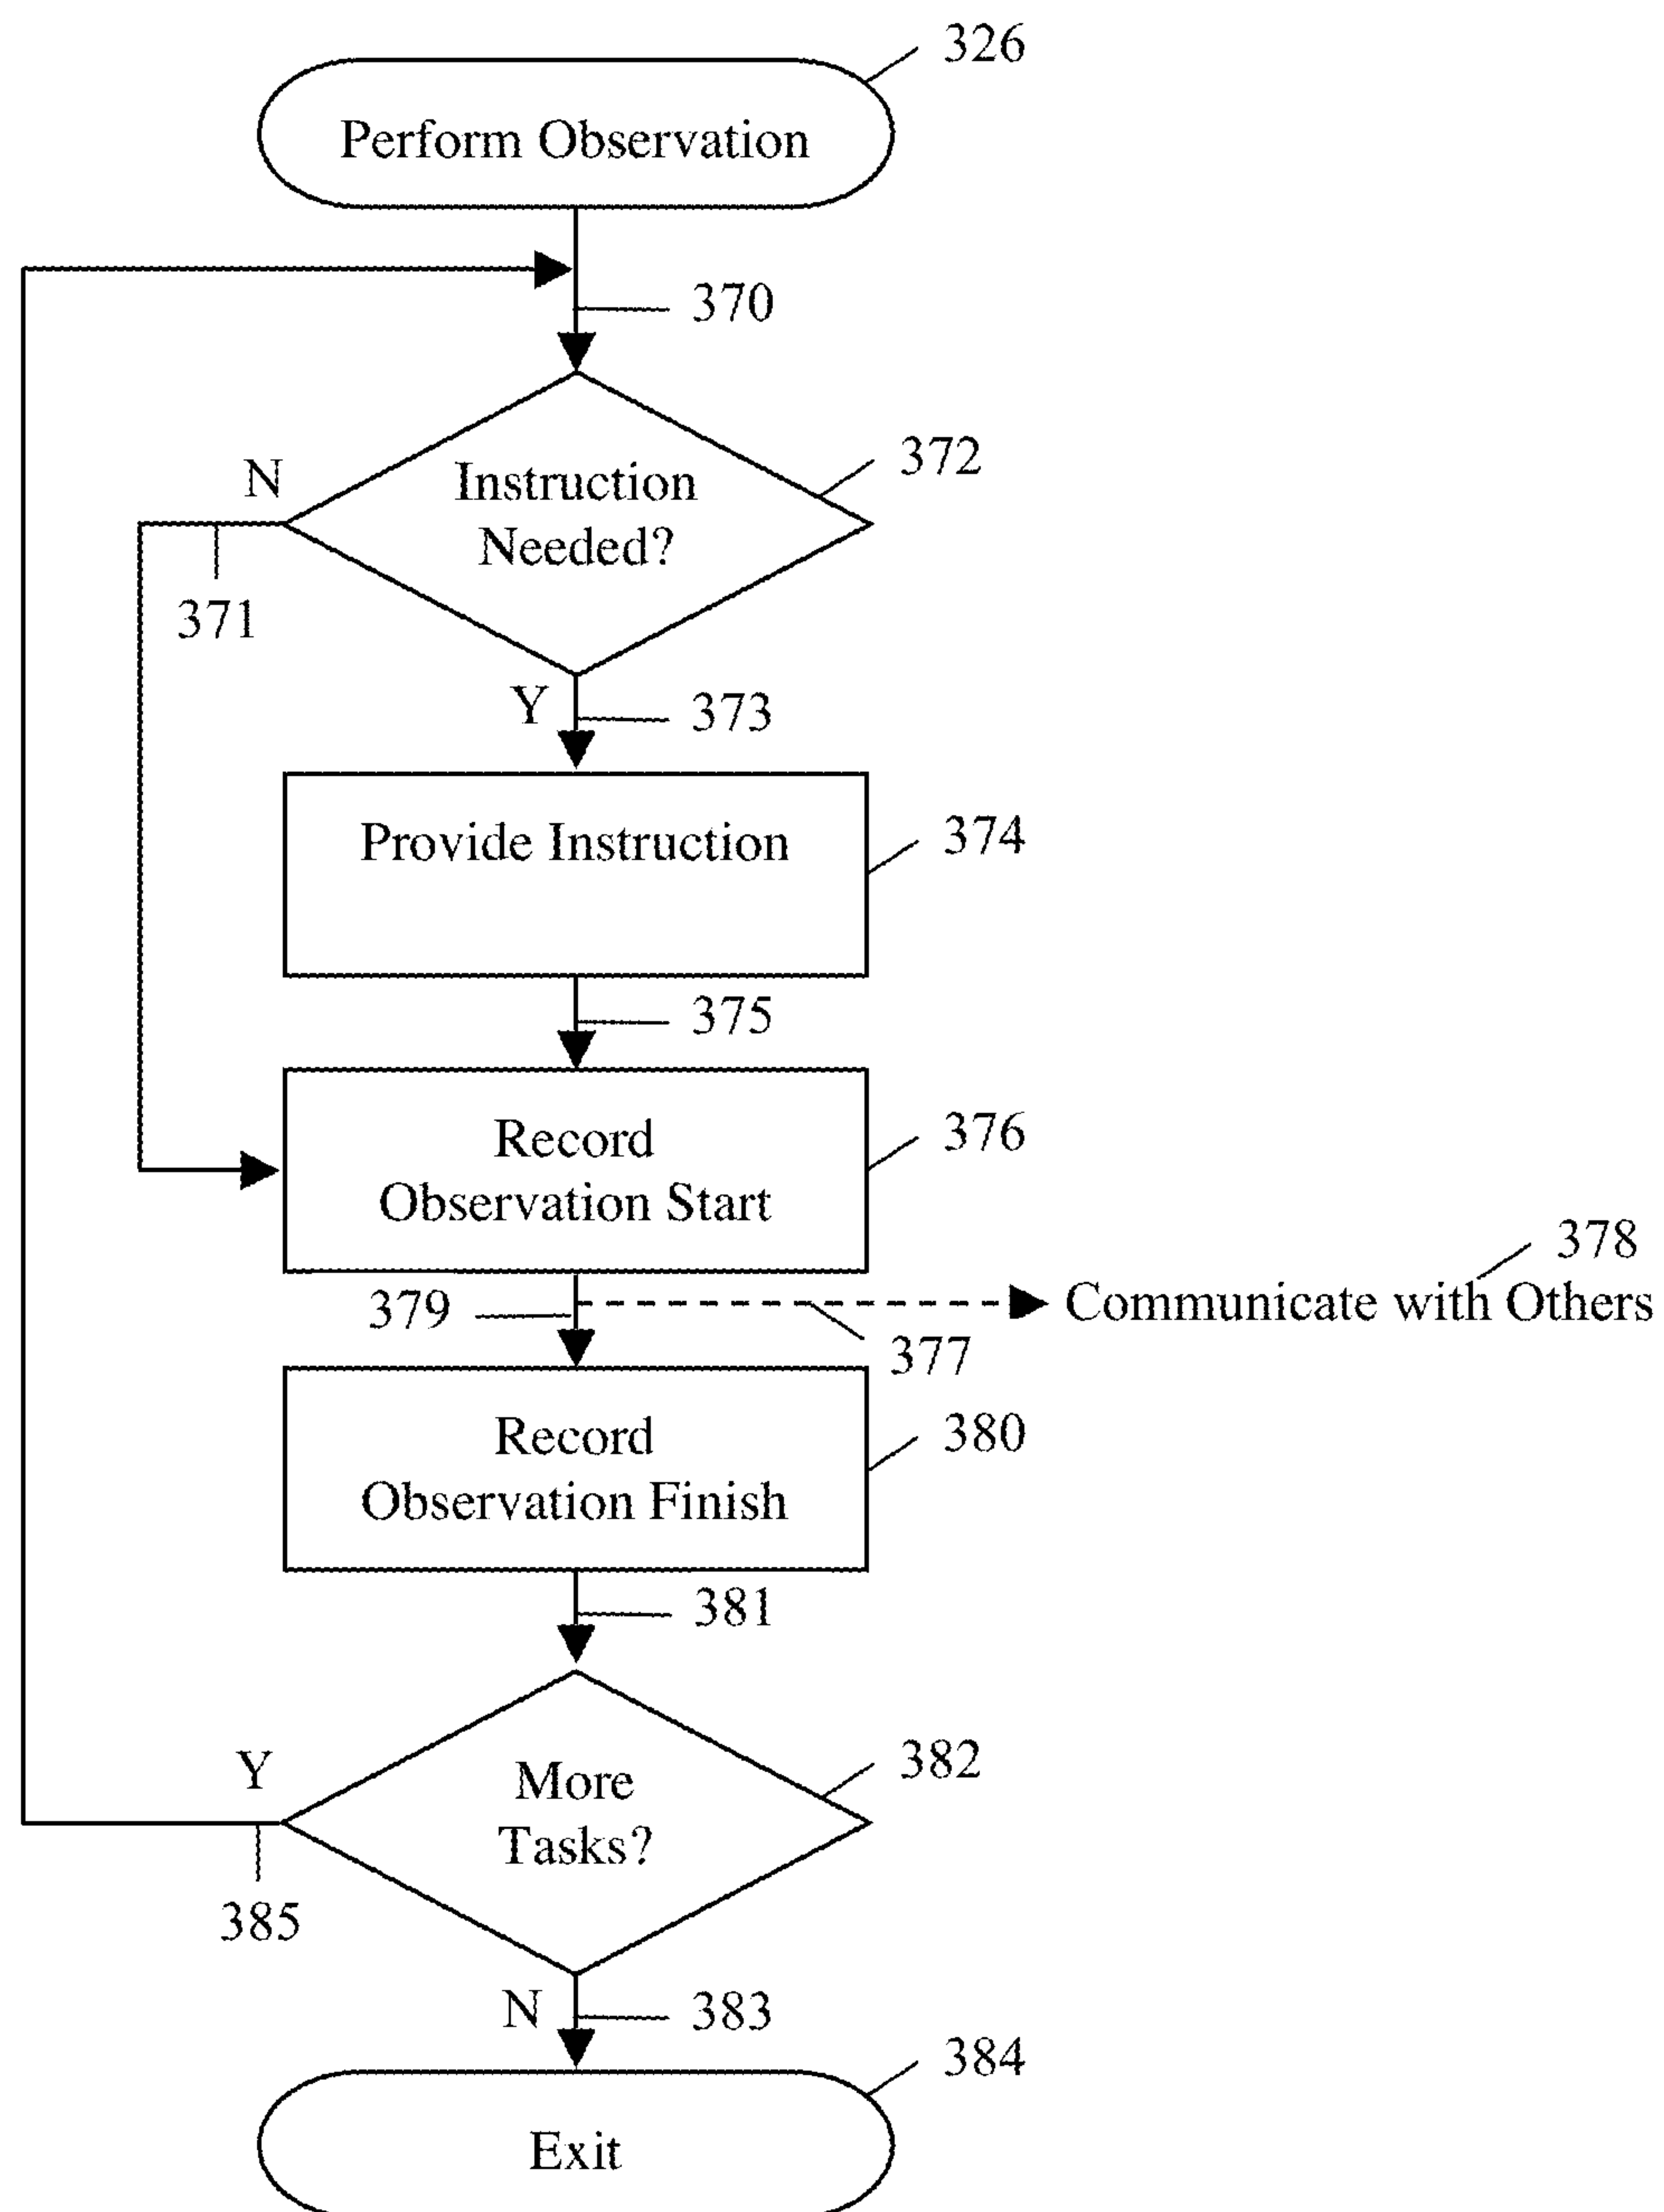 326
Perform Observation
370
372
N
Instruction
Needed?
371
Y
373
374
Provide Instruction
375
376
Record
Observation Start
378
379
Communicate with Others
377
380
Record
Observation Finish
381
382
Y
More
Tasks?
385
N
383
384
Exit